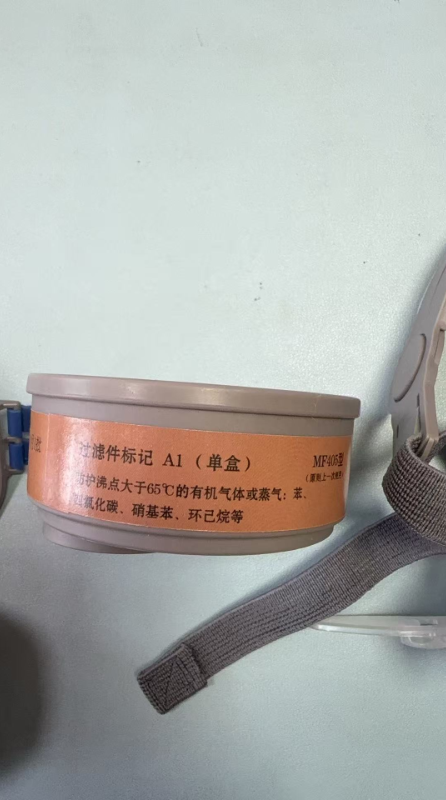 过滤件标记 A1（单盒）
MF405型
防护沸点大于65℃的有机气体或蒸气：苯、
四氯化碳、硝基苯、环己烷等